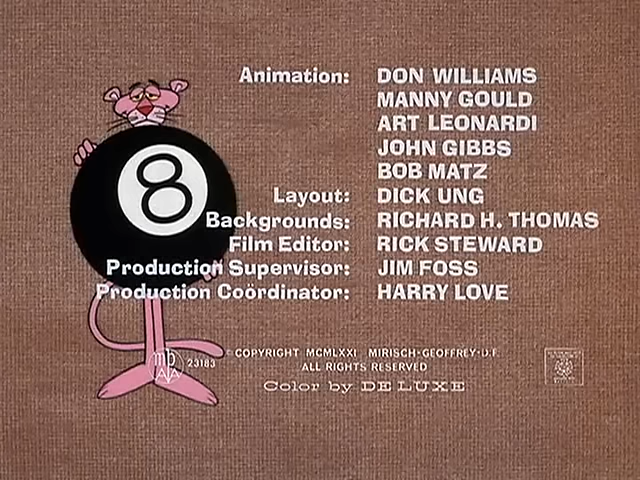 Animation: DON WILLIAMS
MANNY GOULD
ART LEONARDI
JOHN GIBBS
BOB MATZ
Layout: DICK UNG
Backgrounds: RICHARD H. THOMAS
Film Editor: RICK STEWARD
Production Supervisor: JIM FOSS
Production Coördinator: HARRY LOVE
8
COPYRIGHT MCMLXXI MIRISCH-GEOFFREY-D.F.
ALL RIGHTS RESERVED
Color by DE LUXE
23183